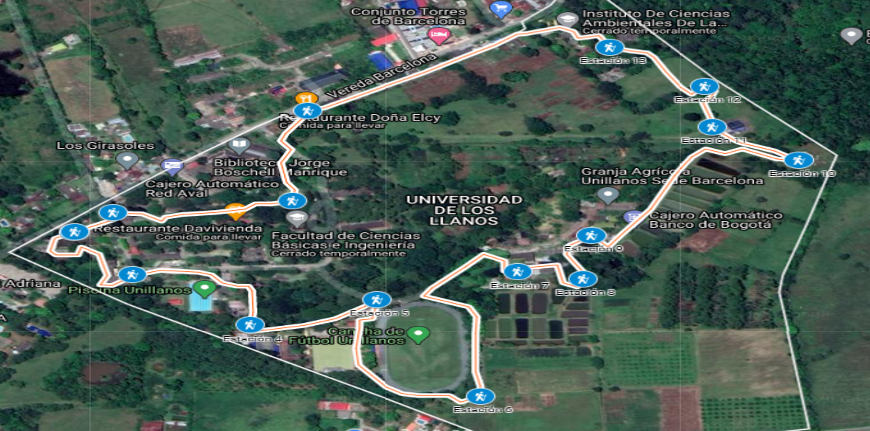 Conjunto Torres
de Barcelona
Instituto De Ciencias
Ambientales De La...
Cerrado temporalmente
Estación 13
Vereda Barcelona
Estación 12
Restaurante Doña Elcy
Comida para llevar
Estación 11
Los Girasoles
Biblioteca Jorge
Boschell Manrique
Estación 10
Cajero Automático
Red Aval
Granja Agrícola
Unillanos Sede Barcelona
UNIVERSIDAD
DE LOS
LLANOS
Cajero Automático
Banco de Bogotá
Restaurante Davivienda
Comida para llevar
Facultad de Ciencias
Básicas e Ingeniería
Cerrado temporalmente
Estación 9
Adriana
Piscina Unillanos
Estación 7
Estación 8
Estación 5
Estación 4
Cancha de
Fútbol Unillanos
Estación 6